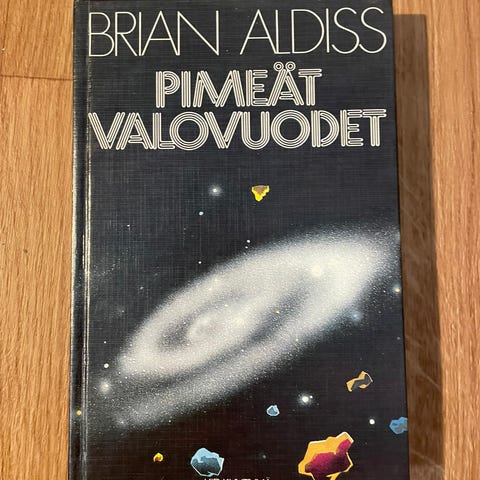 BRIAN ALDISS
PIMEÄT
VALOVUODET